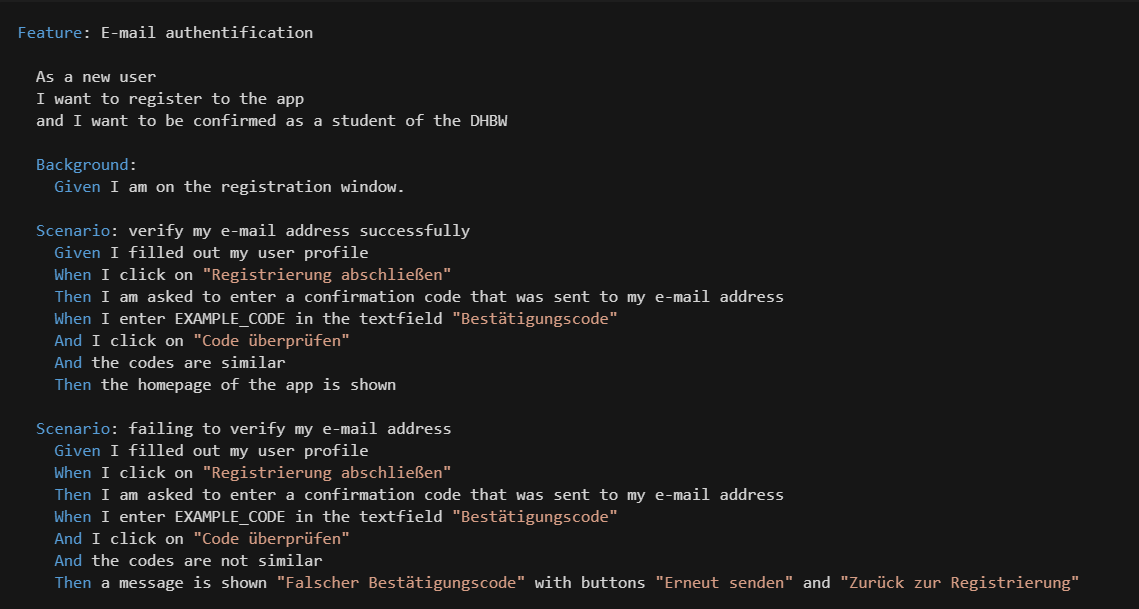 Feature: E-mail authentification
As a new user
I want to register to the app
and I want to be confirmed as a student of the DHBW
Background:
Given I am on the registration window.
Scenario: verify my e-mail address successfully
Given I filled out my user profile
When I click on "Registrierung abschließen"
Then I am asked to enter a confirmation code that was sent to my e-mail address
When I enter EXAMPLE_CODE in the textfield "Bestätigungscode"
And I click on "Code überprüfen"
And the codes are similar
Then the homepage of the app is shown
Scenario: failing to verify my e-mail address
Given I filled out my user profile
When I click on "Registrierung abschließen"
Then I am asked to enter a confirmation code that was sent to my e-mail address
When I enter EXAMPLE_CODE in the textfield "Bestätigungscode"
And I click on "Code überprüfen"
And the codes are not similar
Then a message is shown "Falscher Bestätigungscode" with buttons "Erneut senden" and "Zurück zur Registrierung"